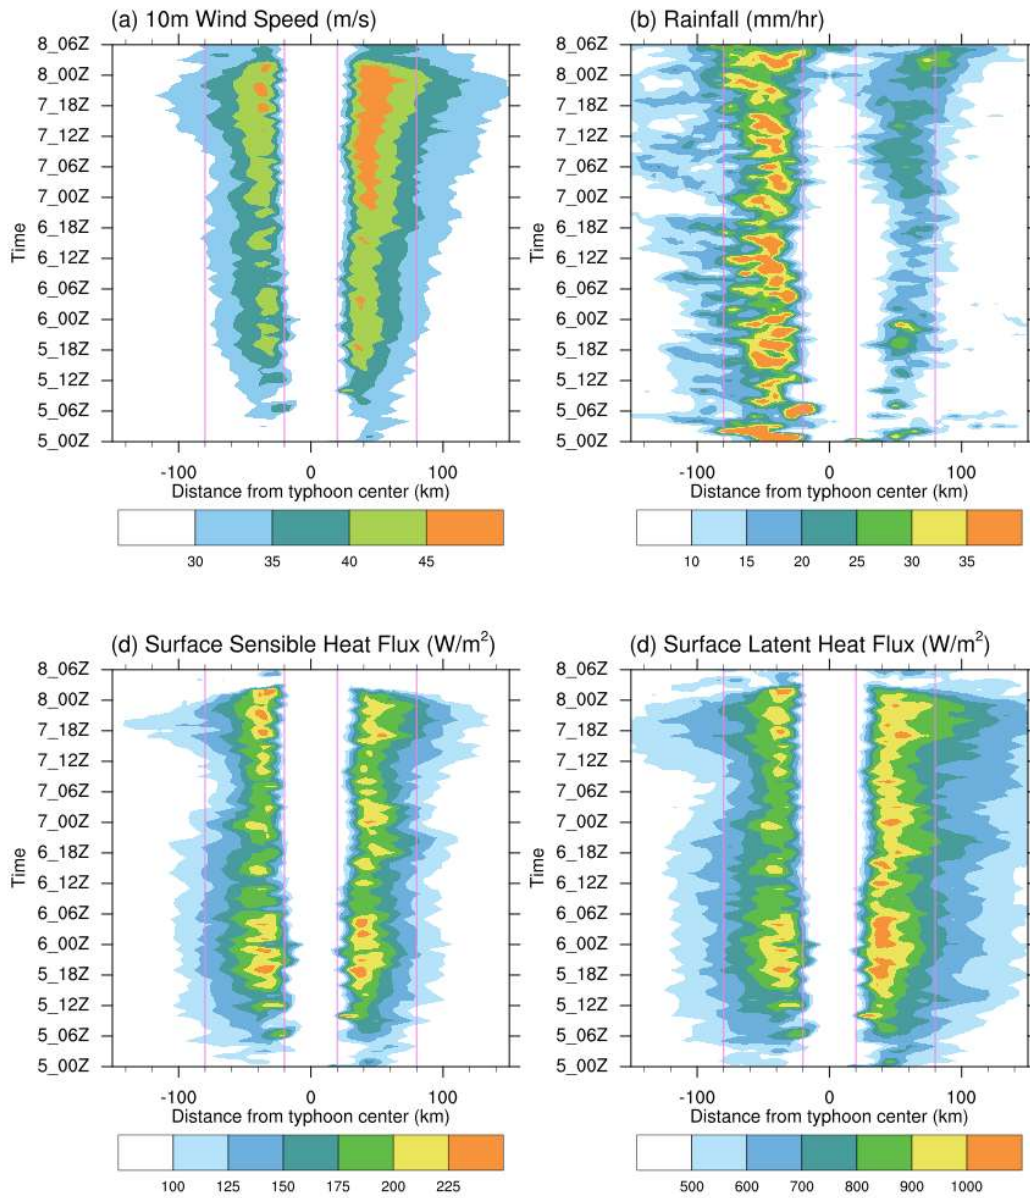 (a) 10m Wind Speed (m/s)
8_06Z
8_00Z
7_18Z
7_12Z
7_06Z
7_00Z
6_18Z
6_12Z
6_06Z
6_00Z
5_18Z
5_12Z
5_06Z
5_00Z
Time
-100 0 100
Distance from typhoon center (km)
30 35 40 45
(b) Rainfall (mm/hr)
8_06Z
8_00Z
7_18Z
7_12Z
7_06Z
7_00Z
6_18Z
6_12Z
6_06Z
6_00Z
5_18Z
5_12Z
5_06Z
5_00Z
Time
-100 0 100
Distance from typhoon center (km)
10 15 20 25 30 35
(d) Surface Sensible Heat Flux (W/m²)
8_06Z
8_00Z
7_18Z
7_12Z
7_06Z
7_00Z
6_18Z
6_12Z
6_06Z
6_00Z
5_18Z
5_12Z
5_06Z
5_00Z
Time
-100 0 100
Distance from typhoon center (km)
100 125 150 175 200 225
(d) Surface Latent Heat Flux (W/m²)
8_06Z
8_00Z
7_18Z
7_12Z
7_06Z
7_00Z
6_18Z
6_12Z
6_06Z
6_00Z
5_18Z
5_12Z
5_06Z
5_00Z
Time
-100 0 100
Distance from typhoon center (km)
500 600 700 800 900 1000